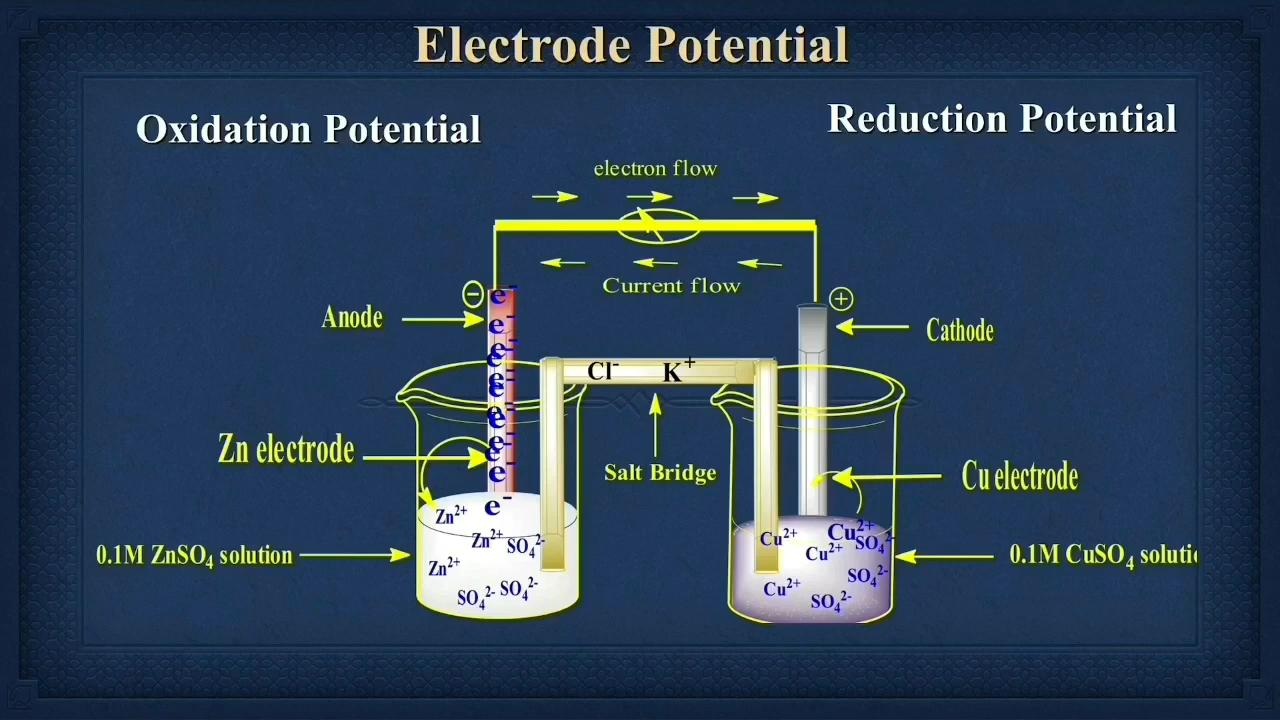 Electrode Potential
Oxidation Potential
Reduction Potential
electron flow
Current flow
Anode
−
+
Cathode
e⁻
e⁻
e⁻
e⁻
e⁻
e⁻
e⁻
e⁻
Cl⁻ K⁺
Zn electrode
Salt Bridge
Cu electrode
0.1M ZnSO₄ solution
Zn²⁺
Zn²⁺ SO₄²⁻
Zn²⁺
SO₄²⁻ SO₄²⁻
Cu²⁺ Cu²⁺
Cu²⁺ SO₄²⁻
Cu²⁺ SO₄²⁻
SO₄²⁻
0.1M CuSO₄ soluti